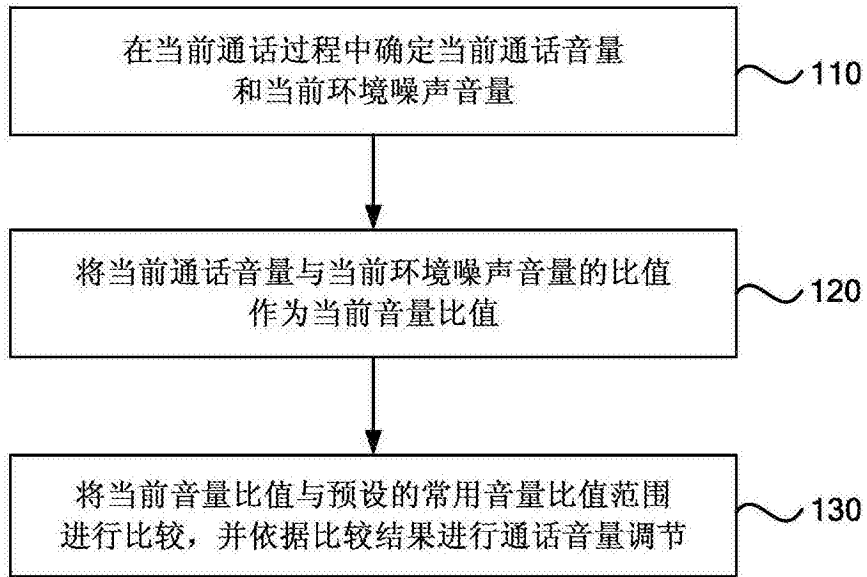 在当前通话过程中确定当前通话音量
和当前环境噪声音量
110
将当前通话音量与当前环境噪声音量的比值
作为当前音量比值
120
将当前音量比值与预设的常用音量比值范围
进行比较，并依据比较结果进行通话音量调节
130